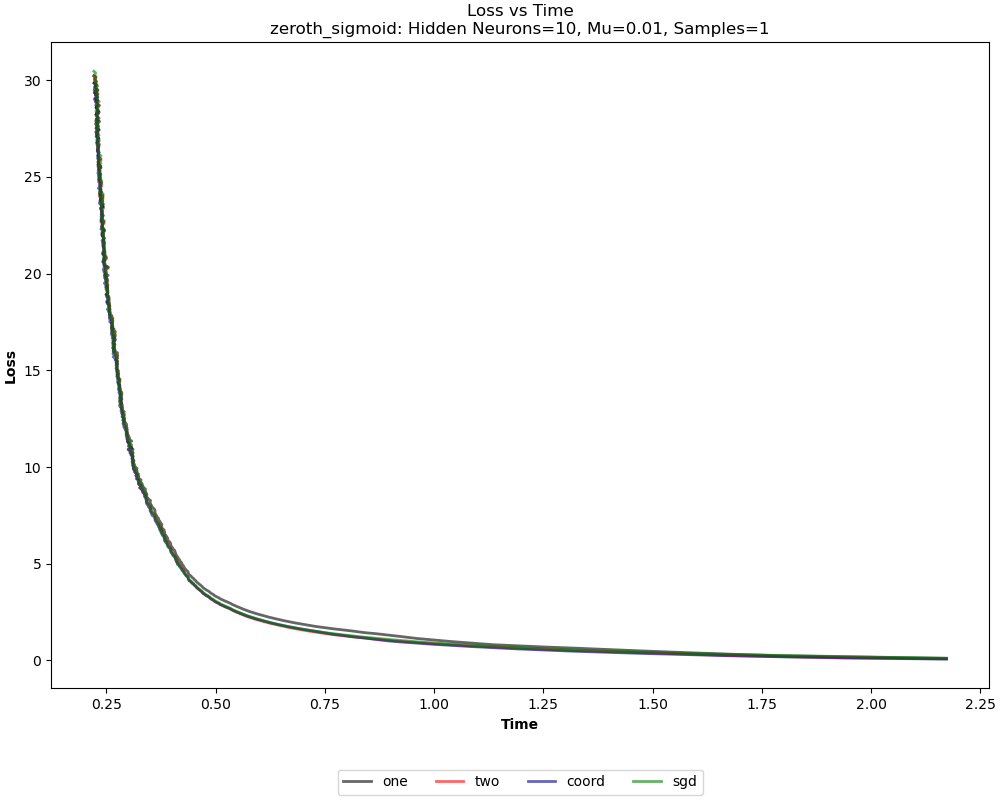 Loss vs Time
zeroth_sigmoid: Hidden Neurons=10, Mu=0.01, Samples=1
30
25
20
15
10
5
0
Loss
0.25 0.50 0.75 1.00 1.25 1.50 1.75 2.00 2.25
Time
one two coord sgd